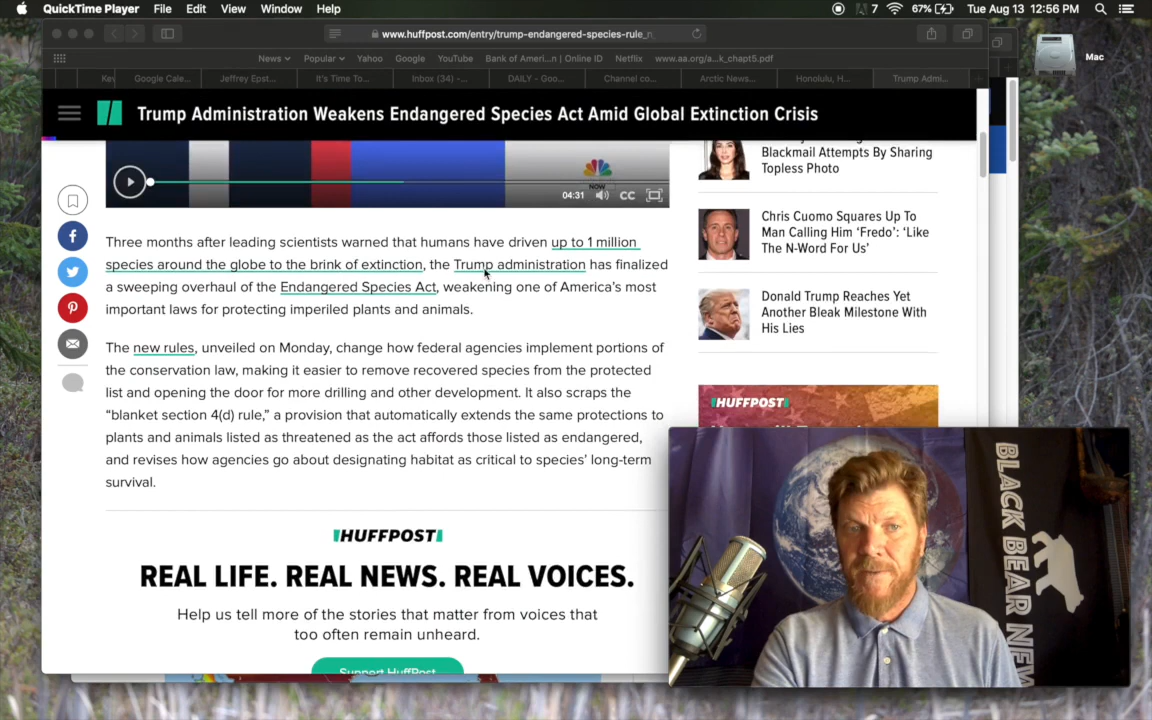 QuickTime Player File Edit View Window Help 7 67% Tue Aug 13 12:56 PM
www.huffpost.com/entry/trump-endangered-species-rule_n_
News Popular Yahoo Google YouTube Bank of Ameri...n | Online ID Netflix www.aa.org/a...k_chapt5.pdf
Key Google Cale... Jeffrey Epst... It's Time To... Inbox (34) -... DAILY - Goo... Channel co... Arctic News... Honolulu, H... Trump Admi...
Mac
Trump Administration Weakens Endangered Species Act Amid Global Extinction Crisis
NOW
04:31 CC
Three months after leading scientists warned that humans have driven up to 1 million
species around the globe to the brink of extinction, the Trump administration has finalized
a sweeping overhaul of the Endangered Species Act, weakening one of America's most
important laws for protecting imperiled plants and animals.
The new rules, unveiled on Monday, change how federal agencies implement portions of
the conservation law, making it easier to remove recovered species from the protected
list and opening the door for more drilling and other development. It also scraps the
“blanket section 4(d) rule,” a provision that automatically extends the same protections to
plants and animals listed as threatened as the act affords those listed as endangered,
and revises how agencies go about designating habitat as critical to species’ long-term
survival.
HUFFPOST
REAL LIFE. REAL NEWS. REAL VOICES.
Help us tell more of the stories that matter from voices that
too often remain unheard.
Support HuffPost
Blackmail Attempts By Sharing
Topless Photo
Chris Cuomo Squares Up To
Man Calling Him ‘Fredo’: ‘Like
The N-Word For Us’
Donald Trump Reaches Yet
Another Bleak Milestone With
His Lies
HUFFPOST
BLACK BEAR NEW